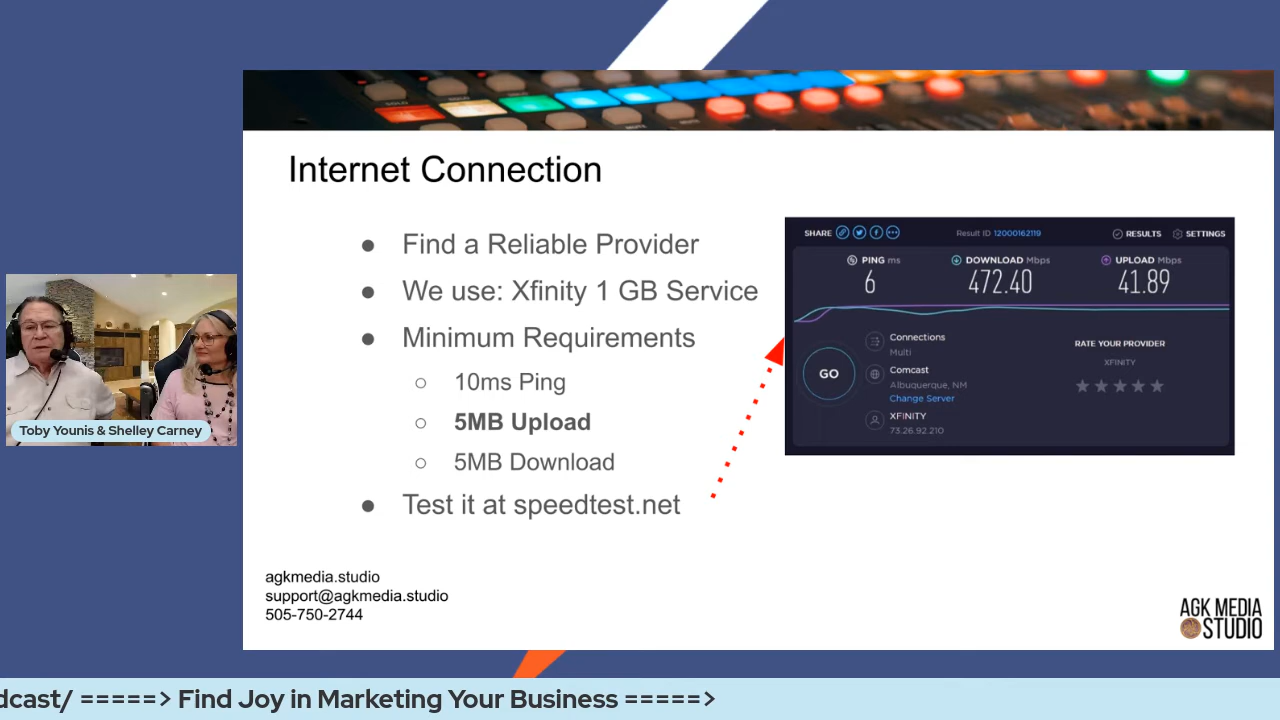 Internet Connection
● Find a Reliable Provider
● We use: Xfinity 1 GB Service
● Minimum Requirements
○ 10ms Ping
○ 5MB Upload
○ 5MB Download
● Test it at speedtest.net
SHARE
Result ID 12000162119
RESULTS SETTINGS
PING ms DOWNLOAD Mbps UPLOAD Mbps
6 472.40 41.89
GO
Connections
Multi
Comcast
Albuquerque, NM
Change Server
XFINITY
73.26.92.210
RATE YOUR PROVIDER
XFINITY
Toby Younis & Shelley Carney
agkmedia.studio
support@agkmedia.studio
505-750-2744
AGK MEDIA
STUDIO
dcast/ =====> Find Joy in Marketing Your Business =====>